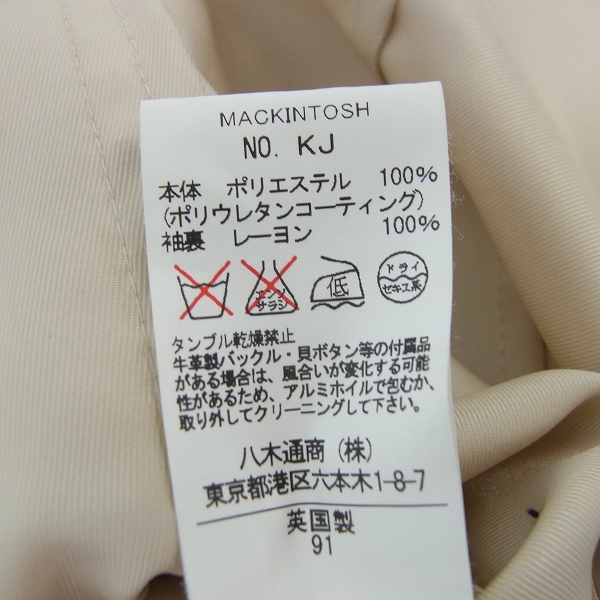 MACKINTOSH
NO. KJ
本体 ポリエステル 100%
(ポリウレタンコーティング)
袖裏 レーヨン 100%
エンソ
サラシ
低
ドライ
セキユ系
タンブル乾燥禁止
牛革製バックル・貝ボタン等の付属品
がある場合は、風合いが変化する可能
性があるため、アルミホイルで包むか、
取り外してクリーニングして下さい。
八木通商(株)
東京都港区六本木1-8-7
英国製
91